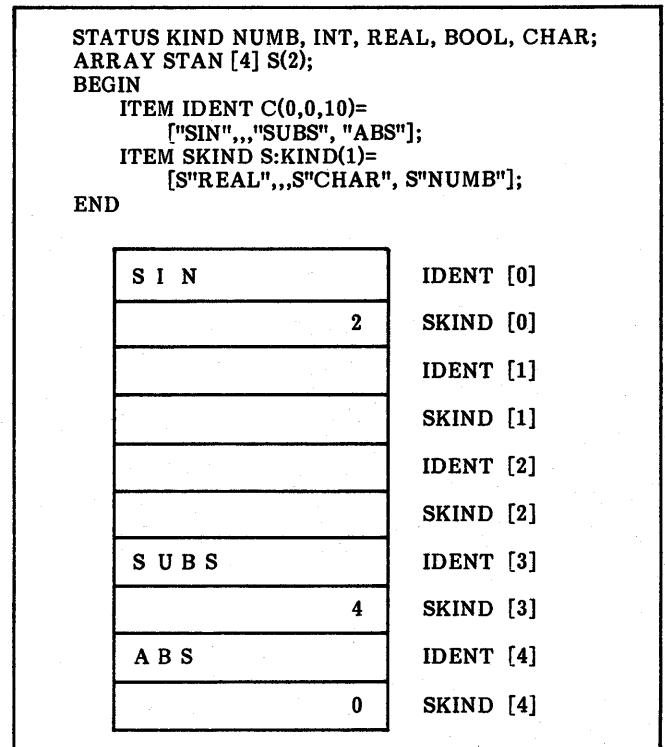 STATUS KIND NUMB, INT, REAL, BOOL, CHAR;
ARRAY STAN [4] S(2);
BEGIN
ITEM IDENT C(0,0,10)=
["SIN",,,"SUBS", "ABS"];
ITEM SKIND S:KIND(1)=
[S"REAL",,,S"CHAR", S"NUMB"];
END
S I N IDENT [0]
2 SKIND [0]
IDENT [1]
SKIND [1]
IDENT [2]
SKIND [2]
S U B S IDENT [3]
4 SKIND [3]
A B S IDENT [4]
0 SKIND [4]